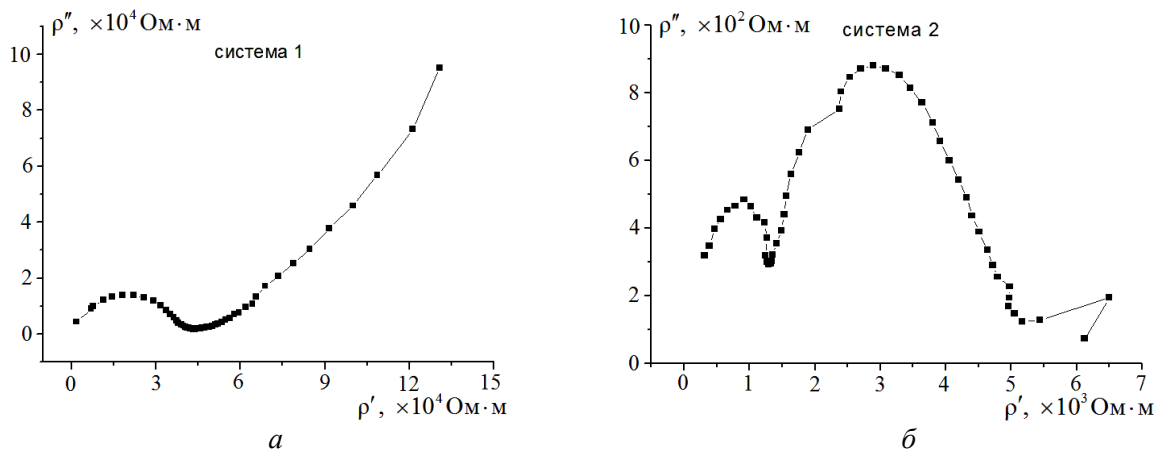 ρ″, ×10⁴ Ом·м
система 1
10
8
6
4
2
0
0 3 6 9 12 15
ρ′, ×10⁴ Ом·м
а
ρ″, ×10² Ом·м
система 2
10
8
6
4
2
0
0 1 2 3 4 5 6 7
ρ′, ×10³ Ом·м
б